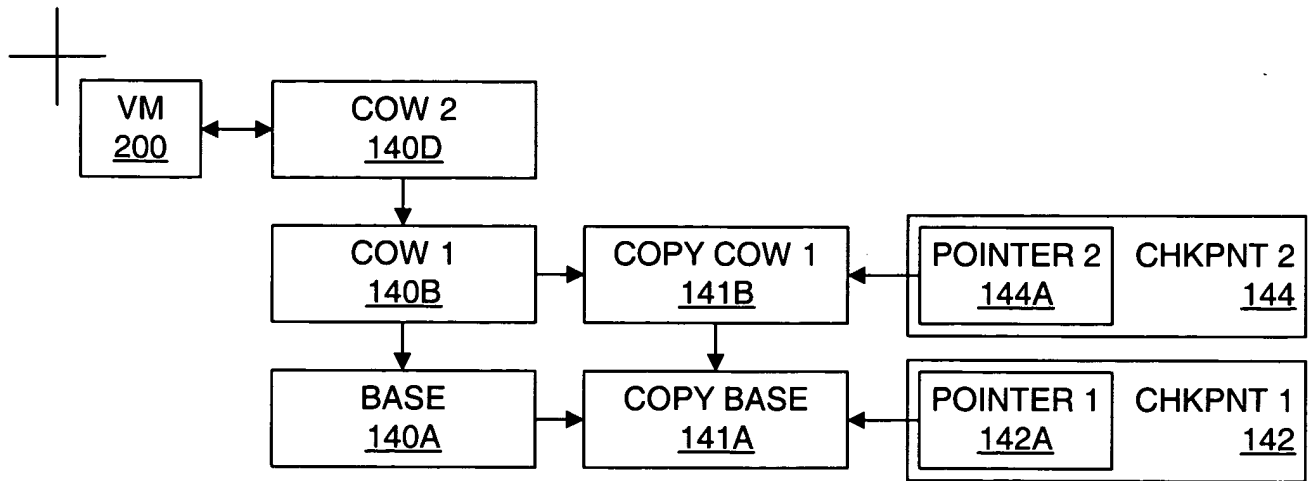 VM
200
COW 2
140D
COW 1
140B
COPY COW 1
141B
POINTER 2
144A
CHKPNT 2
144
BASE
140A
COPY BASE
141A
POINTER 1
142A
CHKPNT 1
142